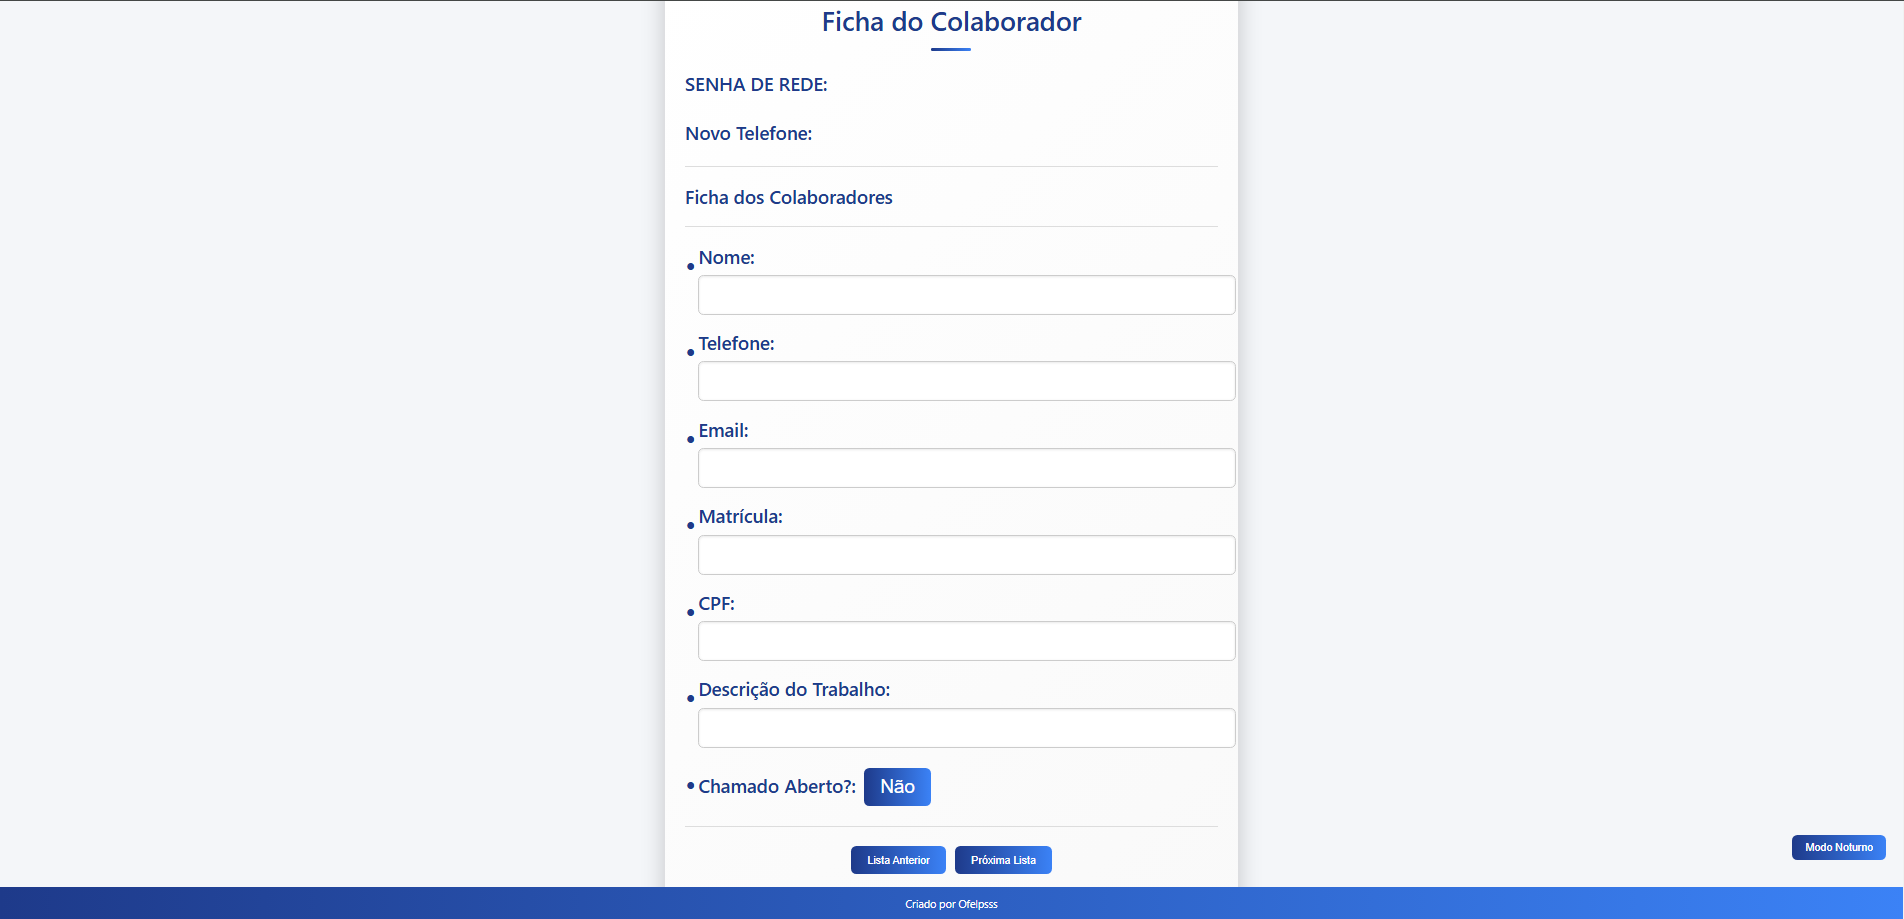 Ficha do Colaborador
SENHA DE REDE:
Novo Telefone:
Ficha dos Colaboradores
• Nome:
• Telefone:
• Email:
• Matrícula:
• CPF:
• Descrição do Trabalho:
• Chamado Aberto?: Não
Lista Anterior Próxima Lista
Modo Noturno
Criado por Ofelpsss